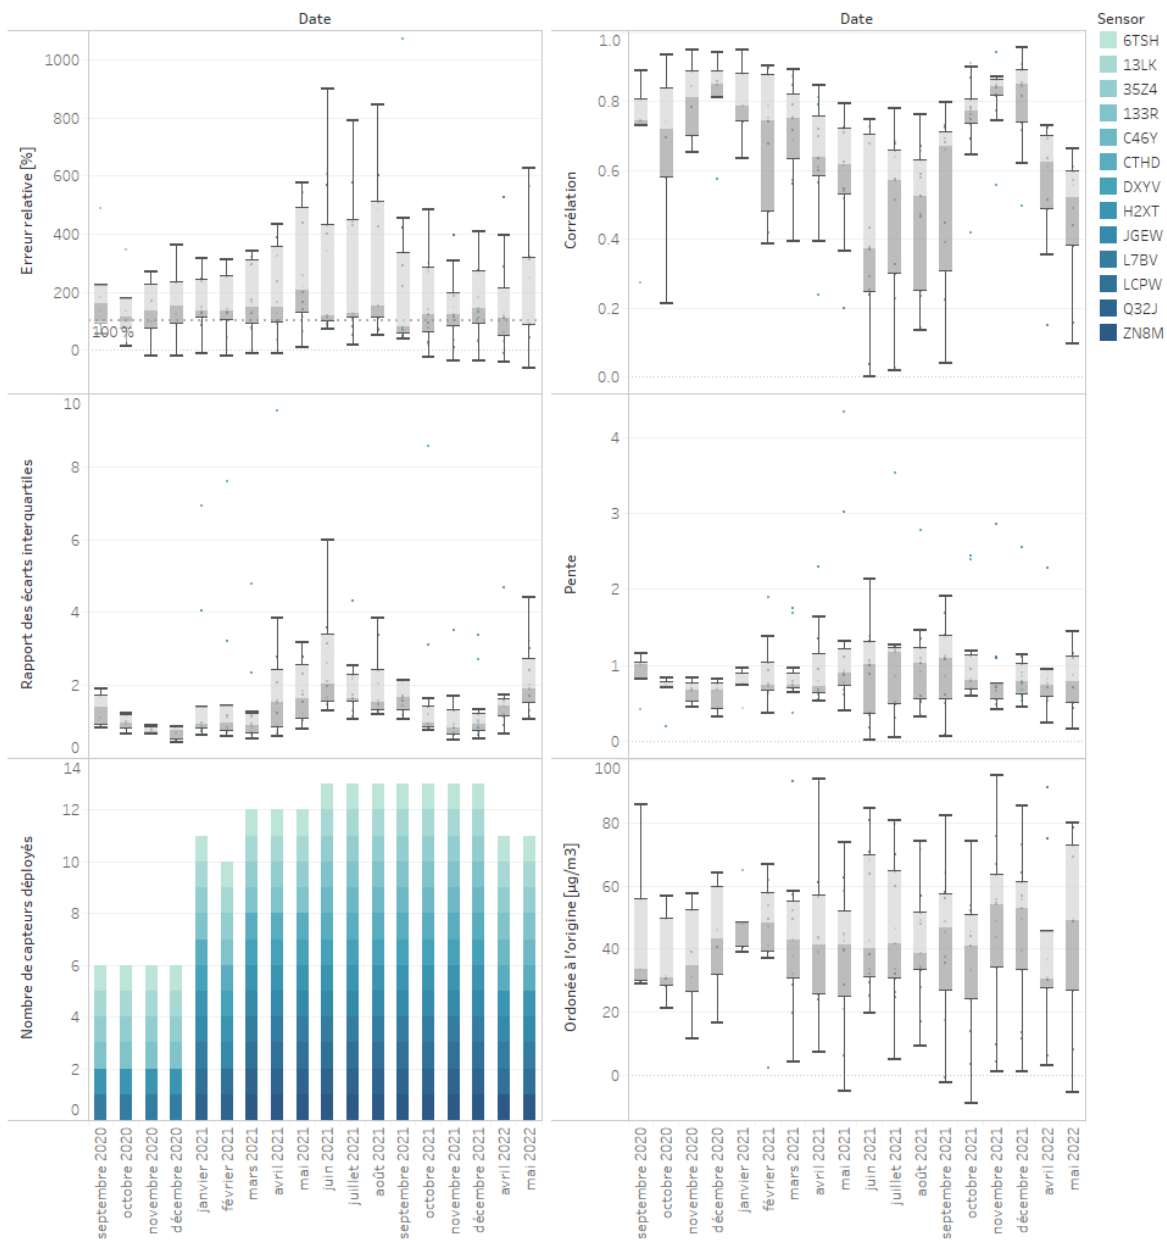 Date
Date
Sensor
6TSH
13LK
35Z4
133R
C46Y
CTHD
DXYV
H2XT
JGEW
L7BV
LCPW
Q32J
ZN8M
Erreur relative [%]
1000
800
600
400
200
0
100 %
Corrélation
1.0
0.8
0.6
0.4
0.2
0.0
Rapport des écarts interquartiles
10
8
6
4
2
0
Pente
4
3
2
1
0
Nombre de capteurs déployés
14
12
10
8
6
4
2
0
Ordonée à l'origine [µg/m3]
100
80
60
40
20
0
septembre 2020
octobre 2020
novembre 2020
décembre 2020
janvier 2021
février 2021
mars 2021
avril 2021
mai 2021
juin 2021
juillet 2021
août 2021
septembre 2021
octobre 2021
novembre 2021
décembre 2021
avril 2022
mai 2022
septembre 2020
octobre 2020
novembre 2020
décembre 2020
janvier 2021
février 2021
mars 2021
avril 2021
mai 2021
juin 2021
juillet 2021
août 2021
septembre 2021
octobre 2021
novembre 2021
décembre 2021
avril 2022
mai 2022